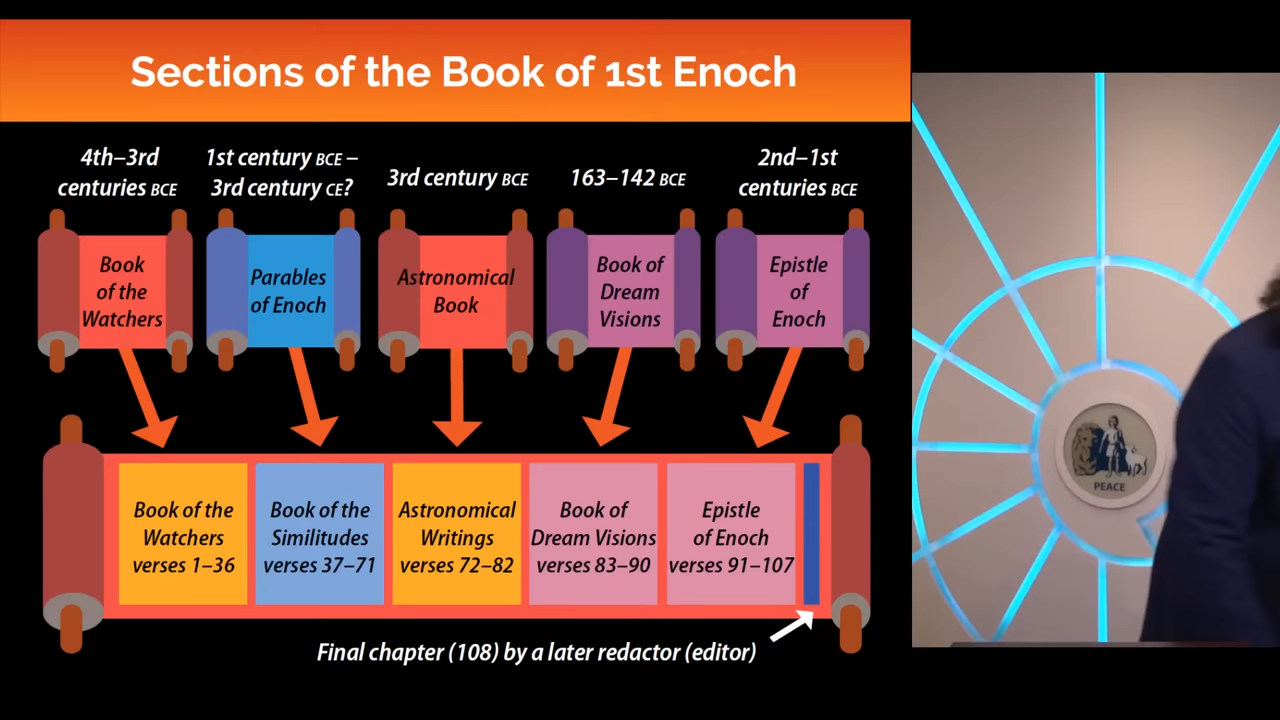 Sections of the Book of 1st Enoch
4th–3rd
centuries BCE
1st century BCE –
3rd century CE?
3rd century BCE
163–142 BCE
2nd–1st
centuries BCE
Book
of the
Watchers
Parables
of Enoch
Astronomical
Book
Book of
Dream
Visions
Epistle
of
Enoch
Book of the
Watchers
verses 1–36
Book of the
Similitudes
verses 37–71
Astronomical
Writings
verses 72–82
Book of
Dream Visions
verses 83–90
Epistle
of Enoch
verses 91–107
Final chapter (108) by a later redactor (editor)
PEACE